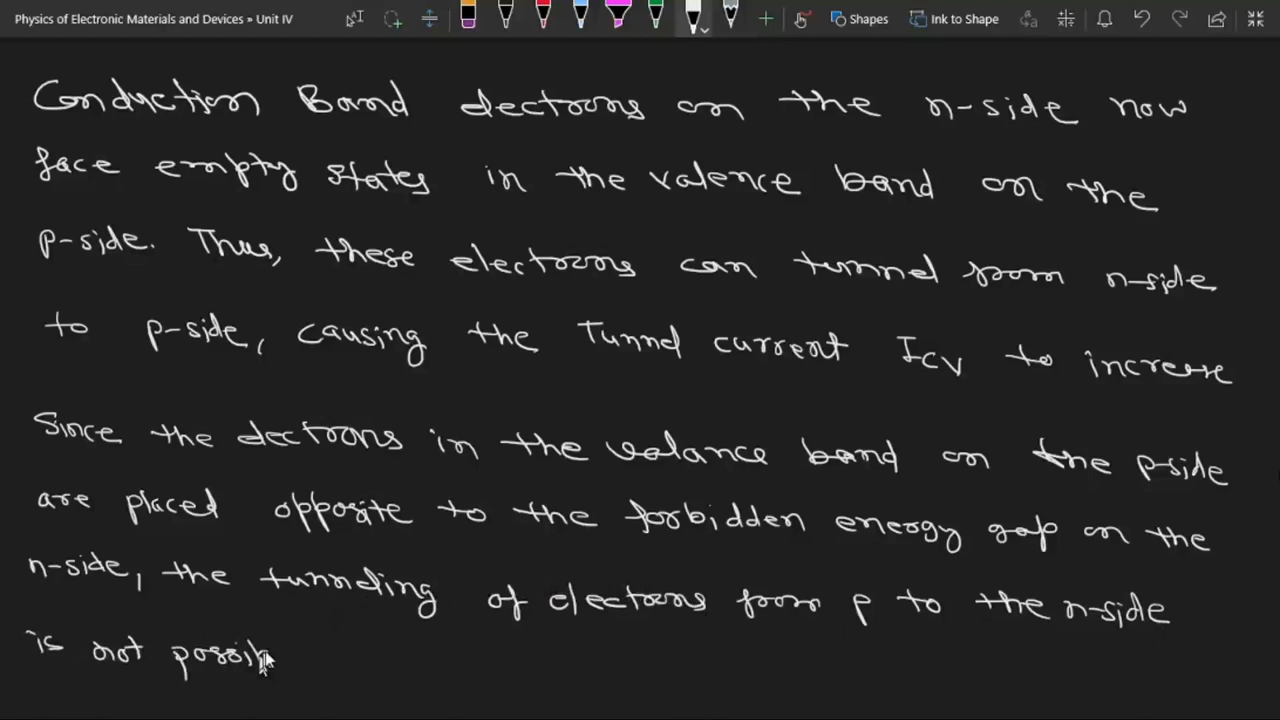 Physics of Electronic Materials and Devices » Unit IV
Shapes
Ink to Shape
Conduction Band electrons on the n-side now
face empty states in the valence band on the
p-side. Thus, these electrons can tunnel from n-side
to p-side, causing the Tunnel current Icv to increase
Since the electrons in the valance band on the p-side
are placed opposite to the forbidden energy gap on the
n-side, the tunneling of electrons from p to the n-side
is not possib